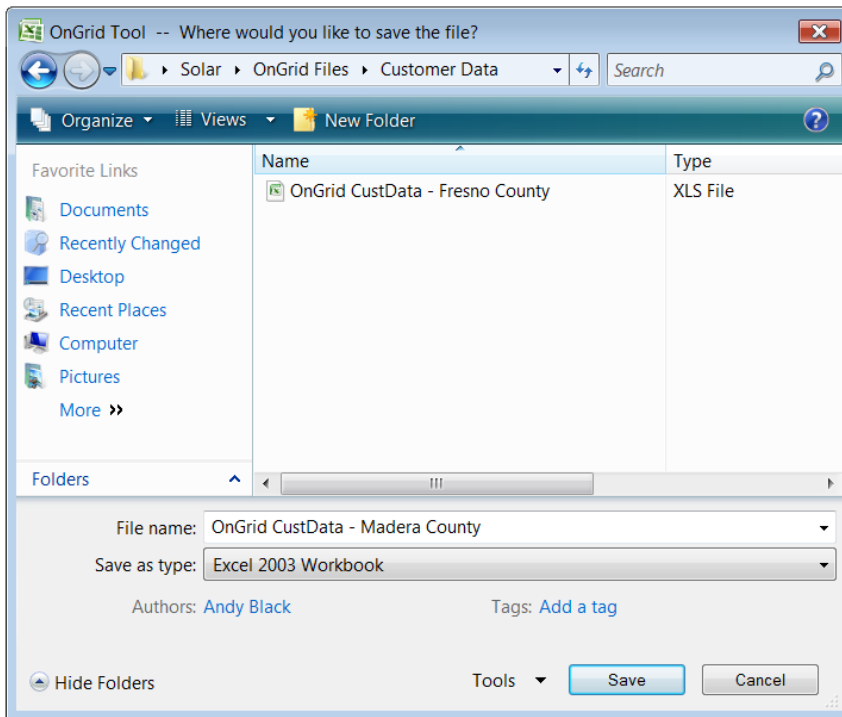 OnGrid Tool -- Where would you like to save the file?
Solar OnGrid Files Customer Data Search
Organize Views New Folder ?
Favorite Links
Documents
Recently Changed
Desktop
Recent Places
Computer
Pictures
More
Folders
Name Type
OnGrid CustData - Fresno County XLS File
File name: OnGrid CustData - Madera County
Save as type: Excel 2003 Workbook
Authors: Andy Black Tags: Add a tag
Hide Folders Tools Save Cancel